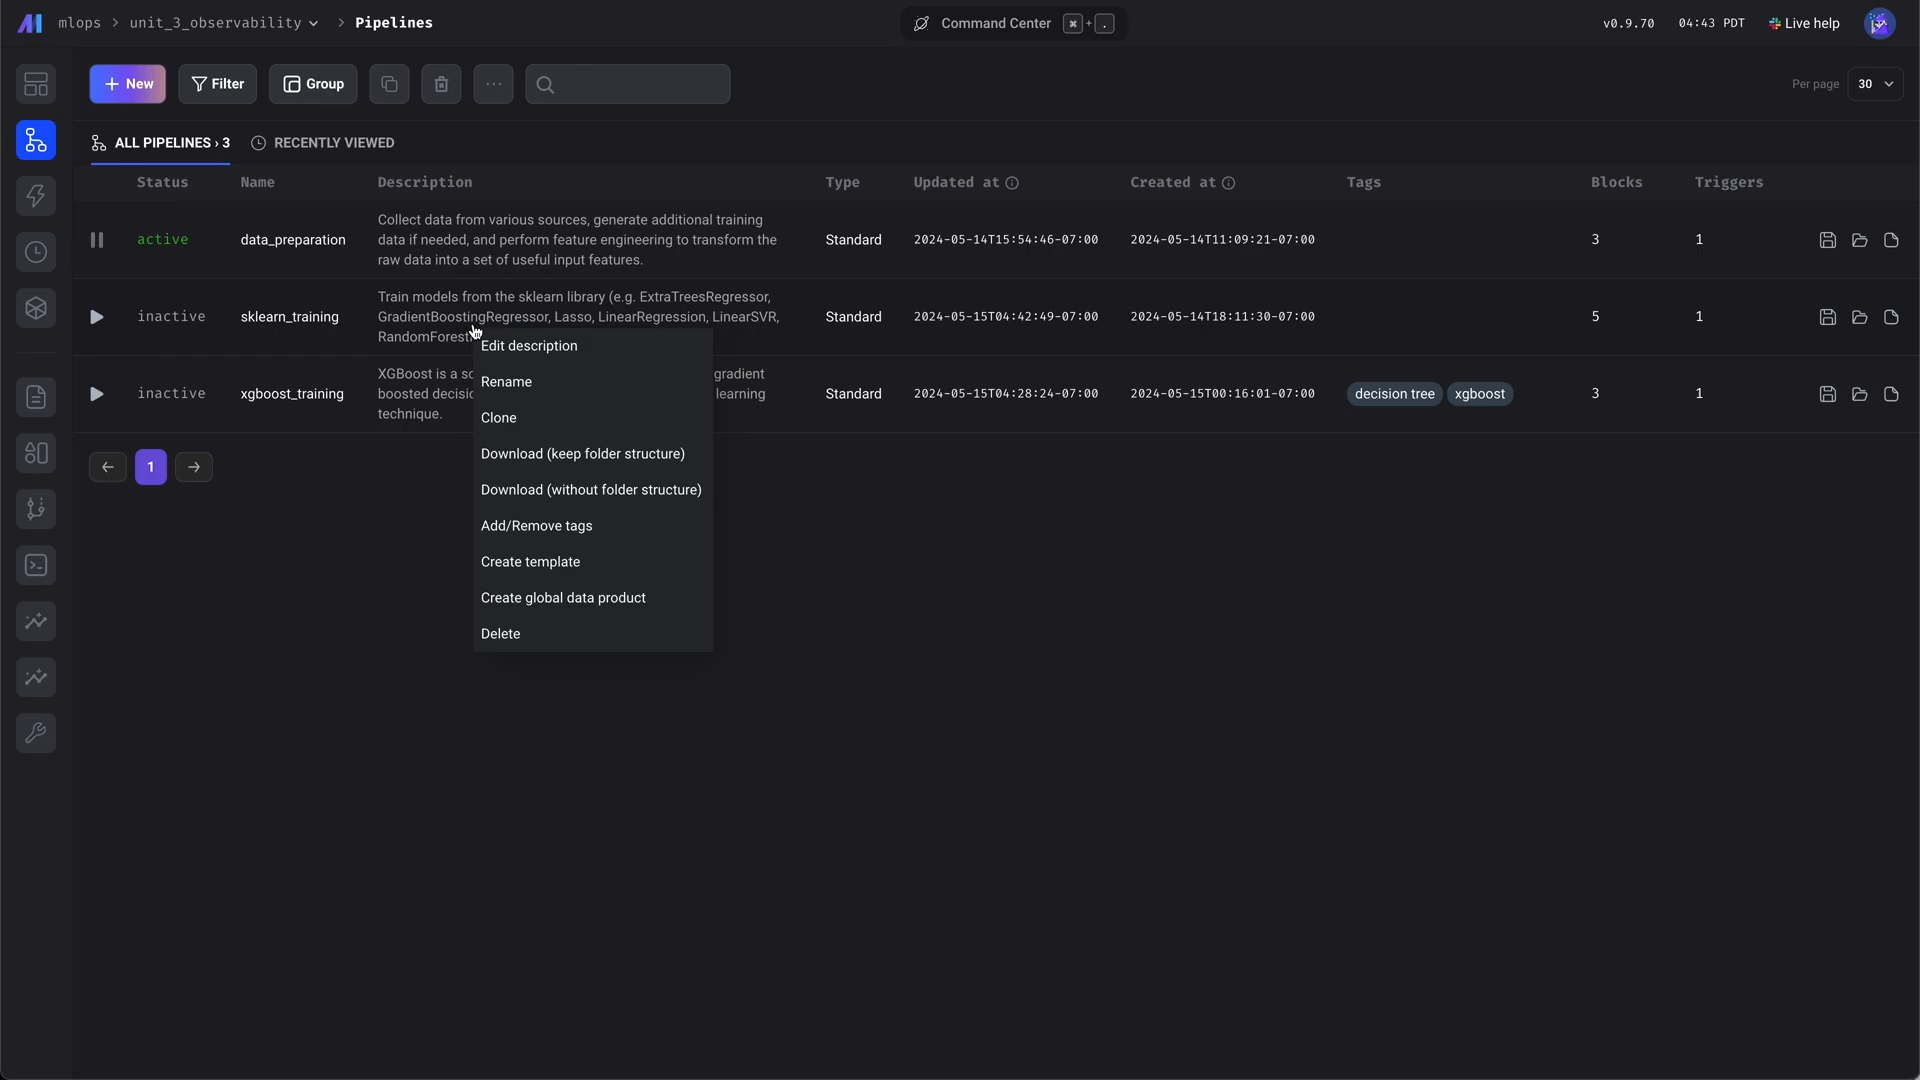 mlops > unit_3_observability > Pipelines
Command Center ⌘ + .
v0.9.70 04:43 PDT Live help
+ New Filter Group ...
Per page 30
ALL PIPELINES › 3 RECENTLY VIEWED
Status Name Description Type Updated at Created at Tags Blocks Triggers
Collect data from various sources, generate additional training
active data_preparation data if needed, and perform feature engineering to transform the Standard 2024-05-14T15:54:46-07:00 2024-05-14T11:09:21-07:00 3 1
raw data into a set of useful input features.
Train models from the sklearn library (e.g. ExtraTreesRegressor,
inactive sklearn_training GradientBoostingRegressor, Lasso, LinearRegression, LinearSVR, Standard 2024-05-15T04:42:49-07:00 2024-05-14T18:11:30-07:00 5 1
RandomForest
XGBoost is a sc gradient
inactive xgboost_training boosted decisio learning Standard 2024-05-15T04:28:24-07:00 2024-05-15T00:16:01-07:00 decision tree xgboost 3 1
technique.
← 1 →
Edit description
Rename
Clone
Download (keep folder structure)
Download (without folder structure)
Add/Remove tags
Create template
Create global data product
Delete